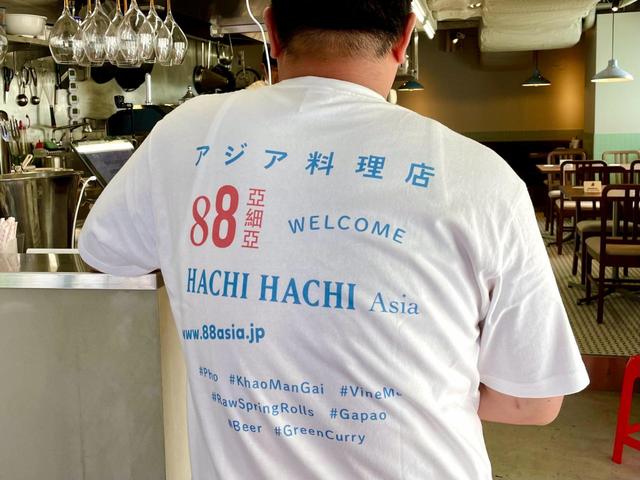 アジア料理店
88 亞細亞
WELCOME
HACHI HACHI Asia
www.88asia.jp
#Pho #KhaoManGai
#RawSpringRolls #Gapao
#Beer #GreenCurry